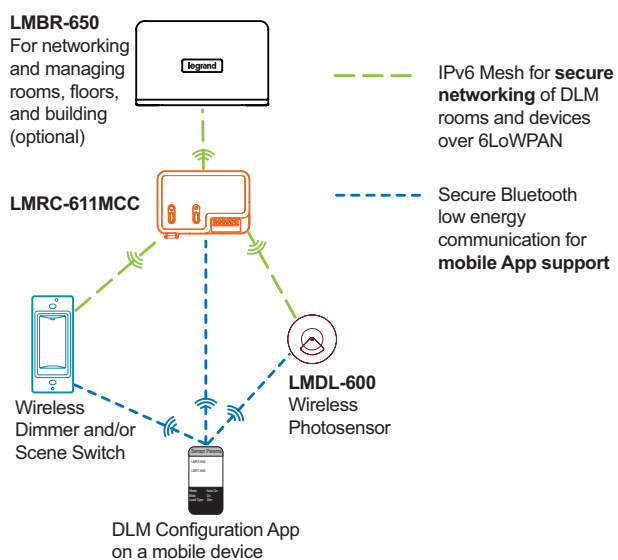 LMBR-650
For networking
and managing
rooms, floors,
and building
(optional)
legrand
IPv6 Mesh for secure
networking of DLM
rooms and devices
over 6LoWPAN
LMRC-611MCC
Secure Bluetooth
low energy
communication for
mobile App support
LMDL-600
Wireless
Photosensor
Wireless
Dimmer and/or
Scene Switch
Sensor Params
DLM Configuration App
on a mobile device